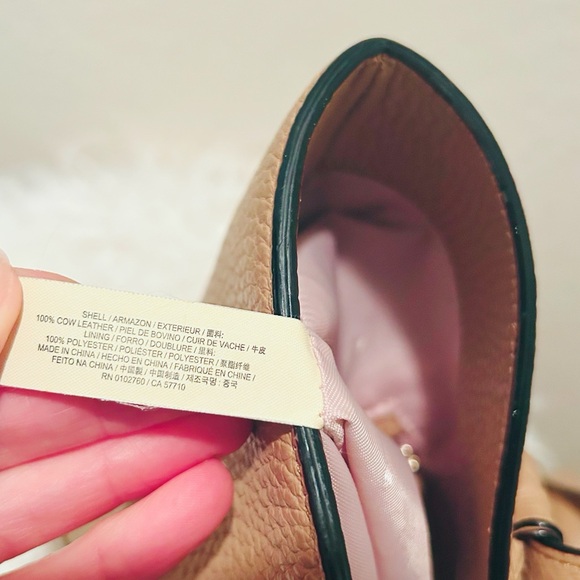 SHELL / ARMAZON / EXTERIEUR / 面料:
100% COW LEATHER / PIEL DE BOVINO / CUIR DE VACHE / 牛皮
LINING / FORRO / DOUBLURE / 里料:
100% POLYESTER / POLIÉSTER / POLYESTER / 聚酯纤维
MADE IN CHINA / HECHO EN CHINA / FABRIQUÉ EN CHINE /
FEITO NA CHINA / 中國製 / 中国制造 / 제조국명 : 중국
RN 0102760 / CA 57710